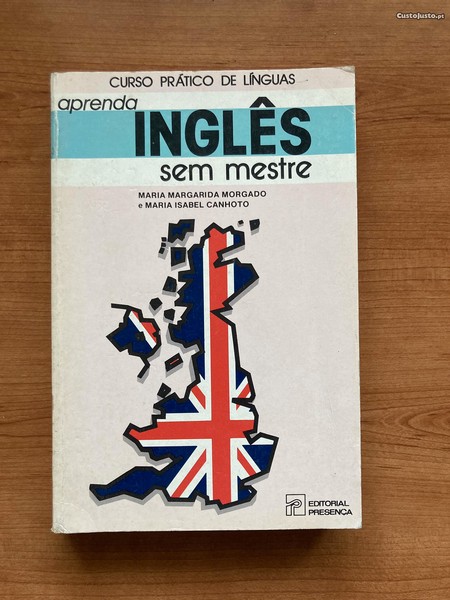 CustoJusto.pt
CURSO PRÁTICO DE LÍNGUAS
aprenda
INGLÊS
sem mestre
MARIA MARGARIDA MORGADO
e MARIA ISABEL CANHOTO
EDITORIAL
PRESENÇA